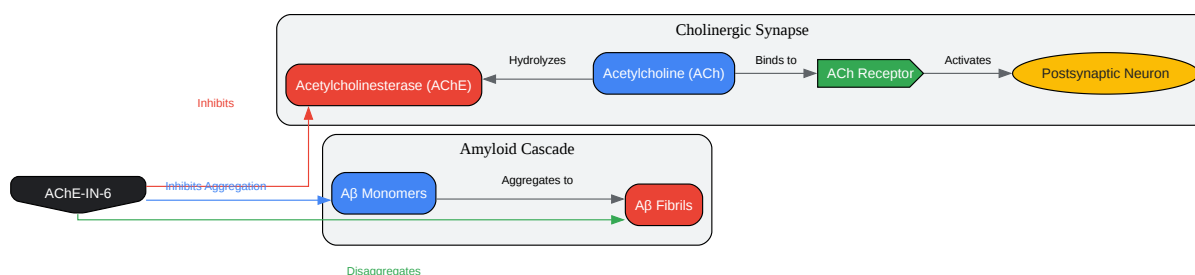 Cholinergic Synapse
Acetylcholinesterase (AChE)
Hydrolyzes
Acetylcholine (ACh)
Binds to
ACh Receptor
Activates
Postsynaptic Neuron
Inhibits
Amyloid Cascade
AChE-IN-6
Inhibits Aggregation
Aβ Monomers
Aggregates to
Aβ Fibrils
Disaggregates